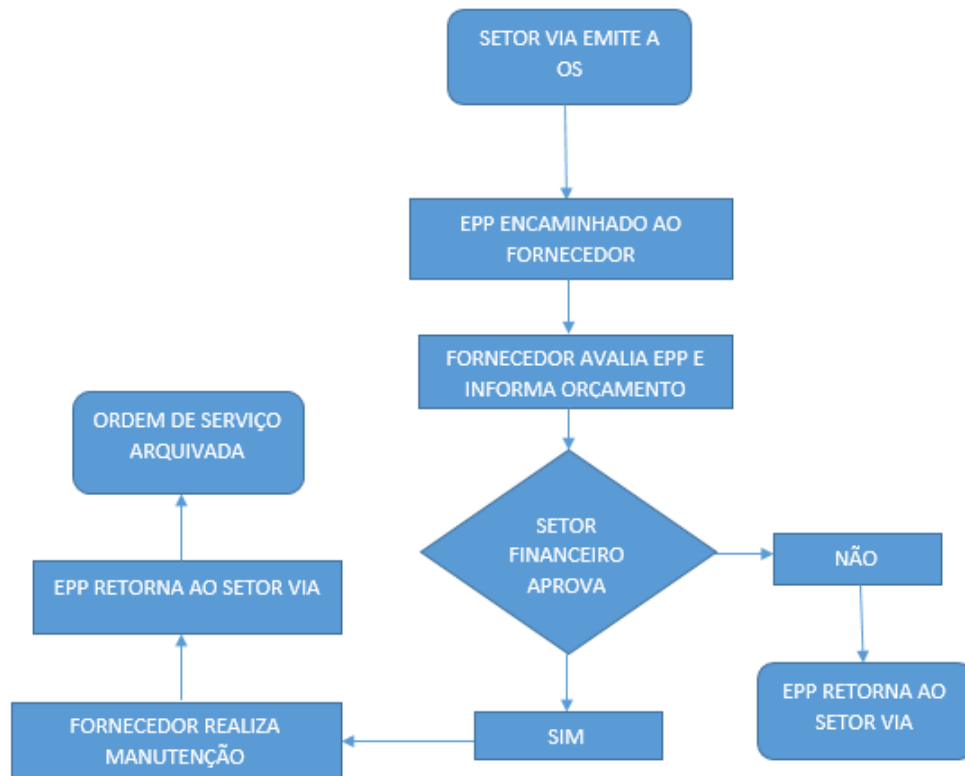 SETOR VIA EMITE A
OS
EPP ENCAMINHADO AO
FORNECEDOR
FORNECEDOR AVALIA EPP E
INFORMA ORÇAMENTO
SETOR
FINANCEIRO
APROVA
NÃO
EPP RETORNA AO
SETOR VIA
SIM
FORNECEDOR REALIZA
MANUTENÇÃO
EPP RETORNA AO SETOR VIA
ORDEM DE SERVIÇO
ARQUIVADA